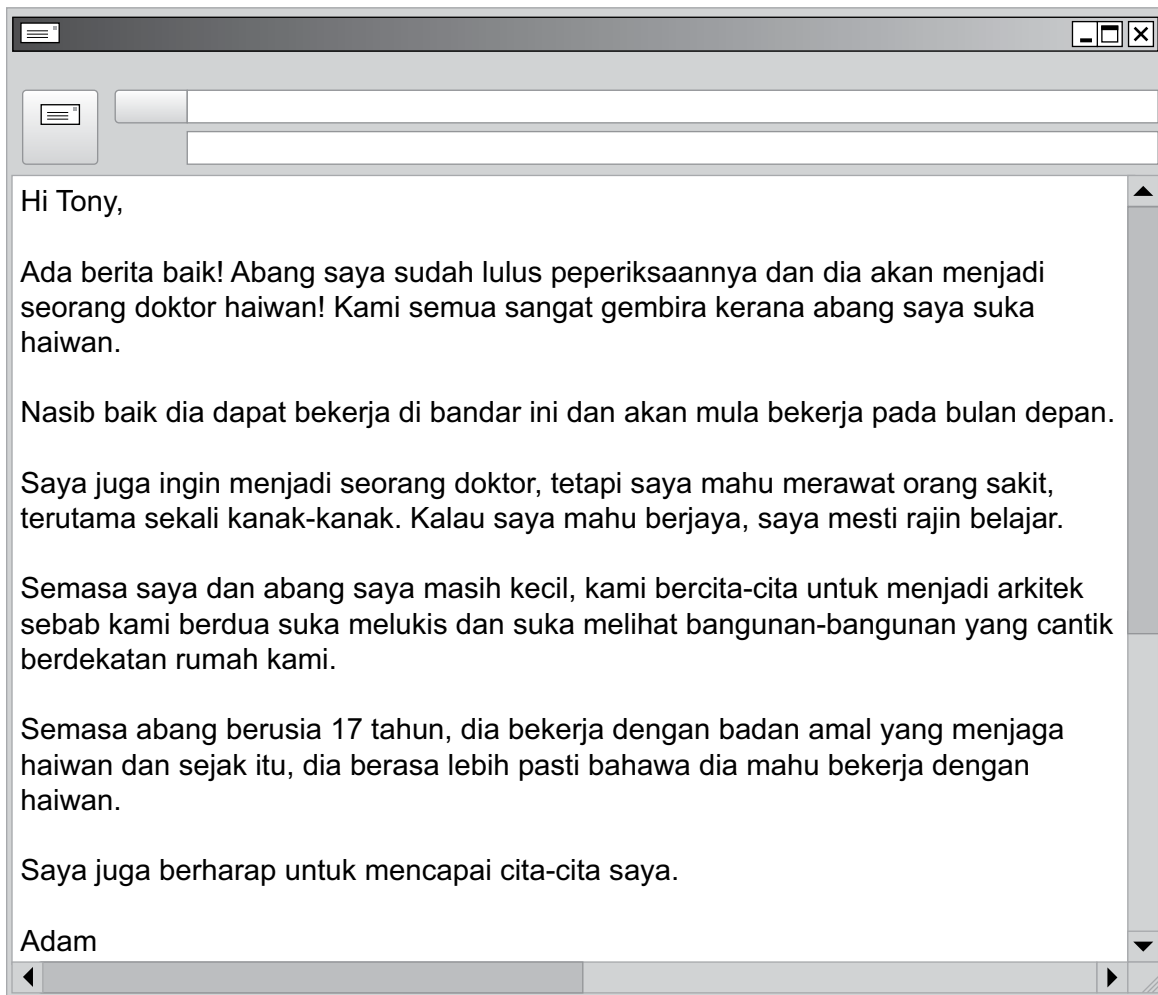 Hi Tony,
Ada berita baik! Abang saya sudah lulus peperiksaannya dan dia akan menjadi
seorang doktor haiwan! Kami semua sangat gembira kerana abang saya suka
haiwan.
Nasib baik dia dapat bekerja di bandar ini dan akan mula bekerja pada bulan depan.
Saya juga ingin menjadi seorang doktor, tetapi saya mahu merawat orang sakit,
terutama sekali kanak-kanak. Kalau saya mahu berjaya, saya mesti rajin belajar.
Semasa saya dan abang saya masih kecil, kami bercita-cita untuk menjadi arkitek
sebab kami berdua suka melukis dan suka melihat bangunan-bangunan yang cantik
berdekatan rumah kami.
Semasa abang berusia 17 tahun, dia bekerja dengan badan amal yang menjaga
haiwan dan sejak itu, dia berasa lebih pasti bahawa dia mahu bekerja dengan
haiwan.
Saya juga berharap untuk mencapai cita-cita saya.
Adam